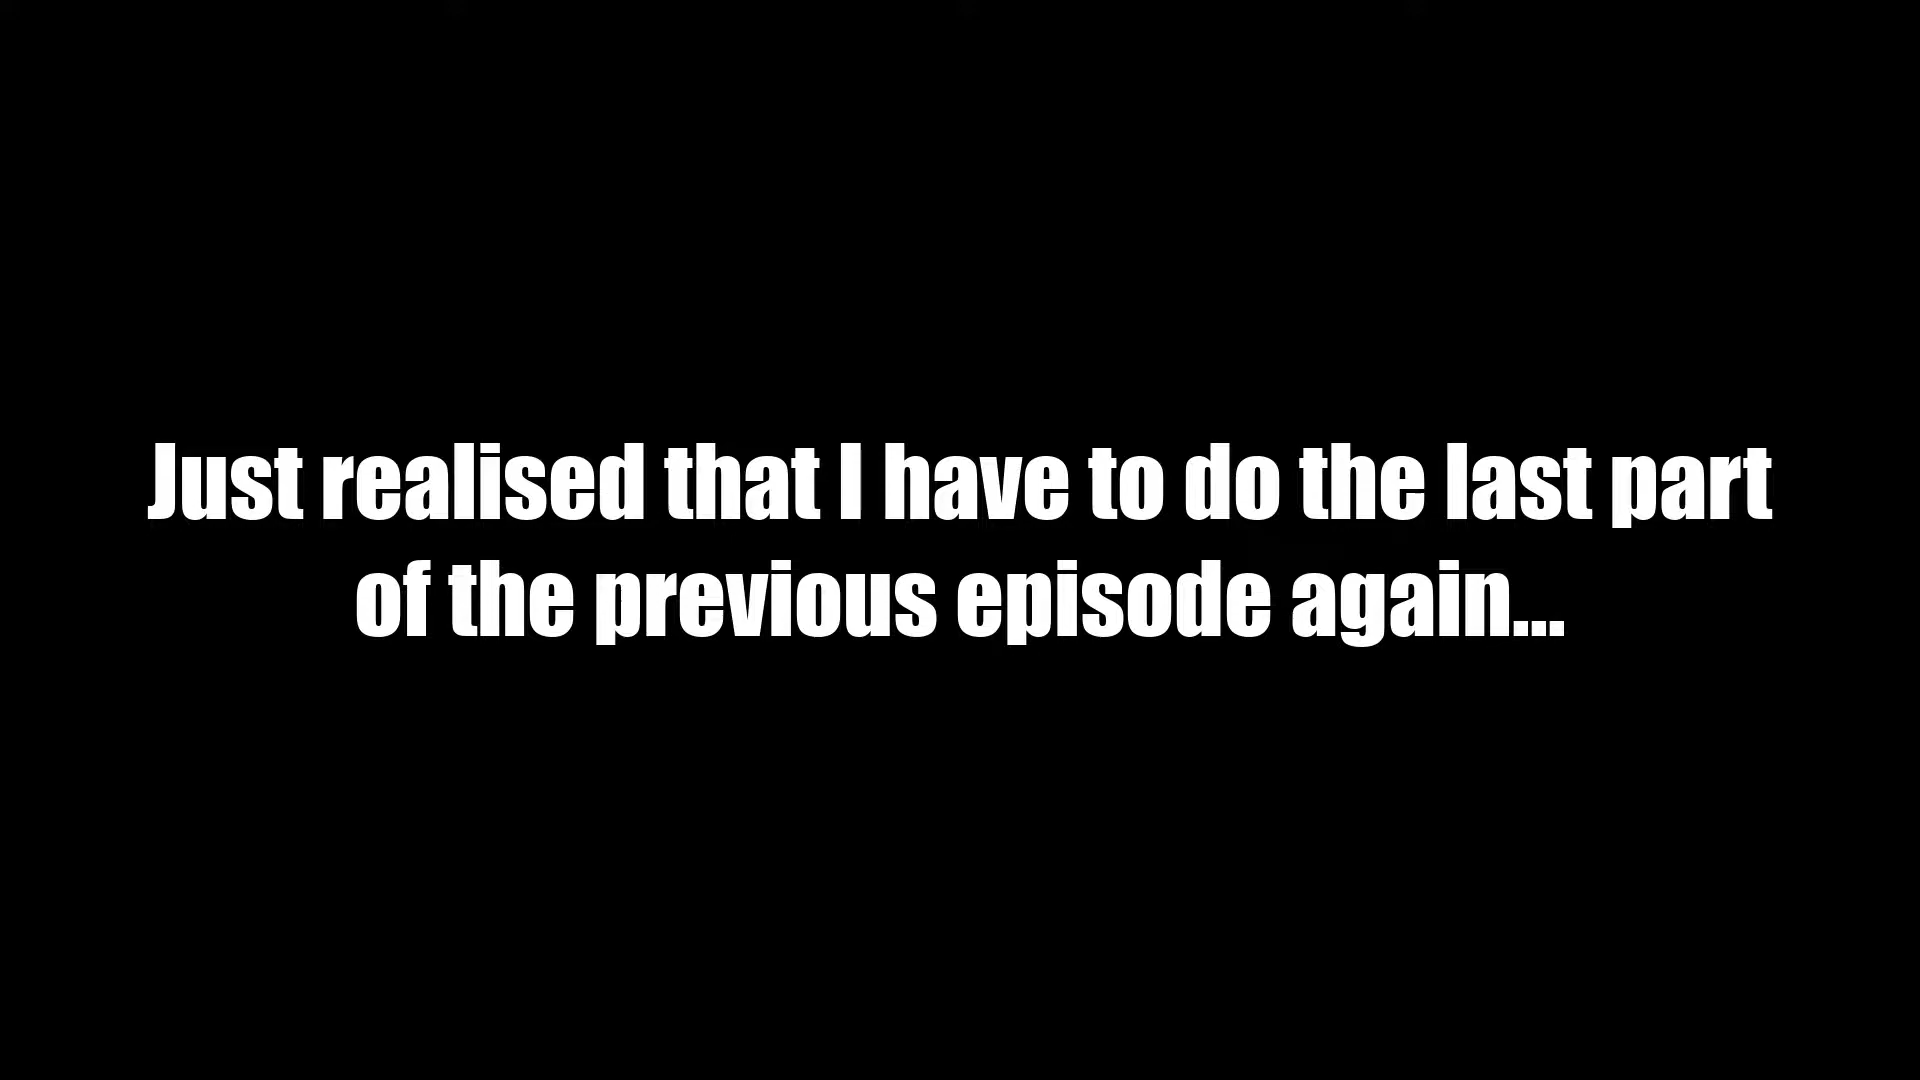 Just realised that I have to do the last part
of the previous episode again...